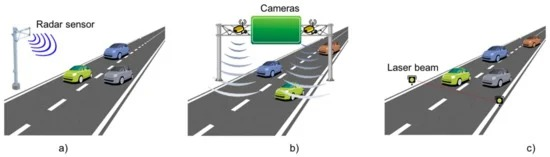 Radar sensor
Cameras
Laser beam
a)
b)
c)